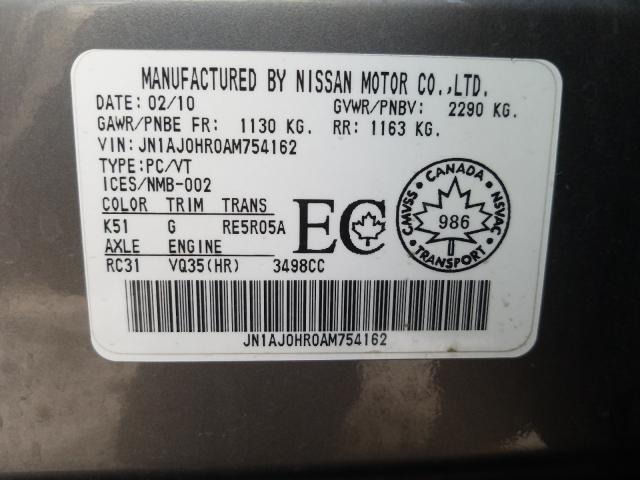 MANUFACTURED BY NISSAN MOTOR CO.,LTD.
DATE: 02/10 GVWR/PNBV: 2290 KG.
GAWR/PNBE FR: 1130 KG. RR: 1163 KG.
VIN: JN1AJ0HR0AM754162
TYPE:PC/VT
ICES/NMB-002
COLOR TRIM TRANS
K51 G RE5R05A
AXLE ENGINE
RC31 VQ35(HR) 3498CC
EC
CANADA
CMVSS NSVAC
986
TRANSPORT
JN1AJ0HR0AM754162